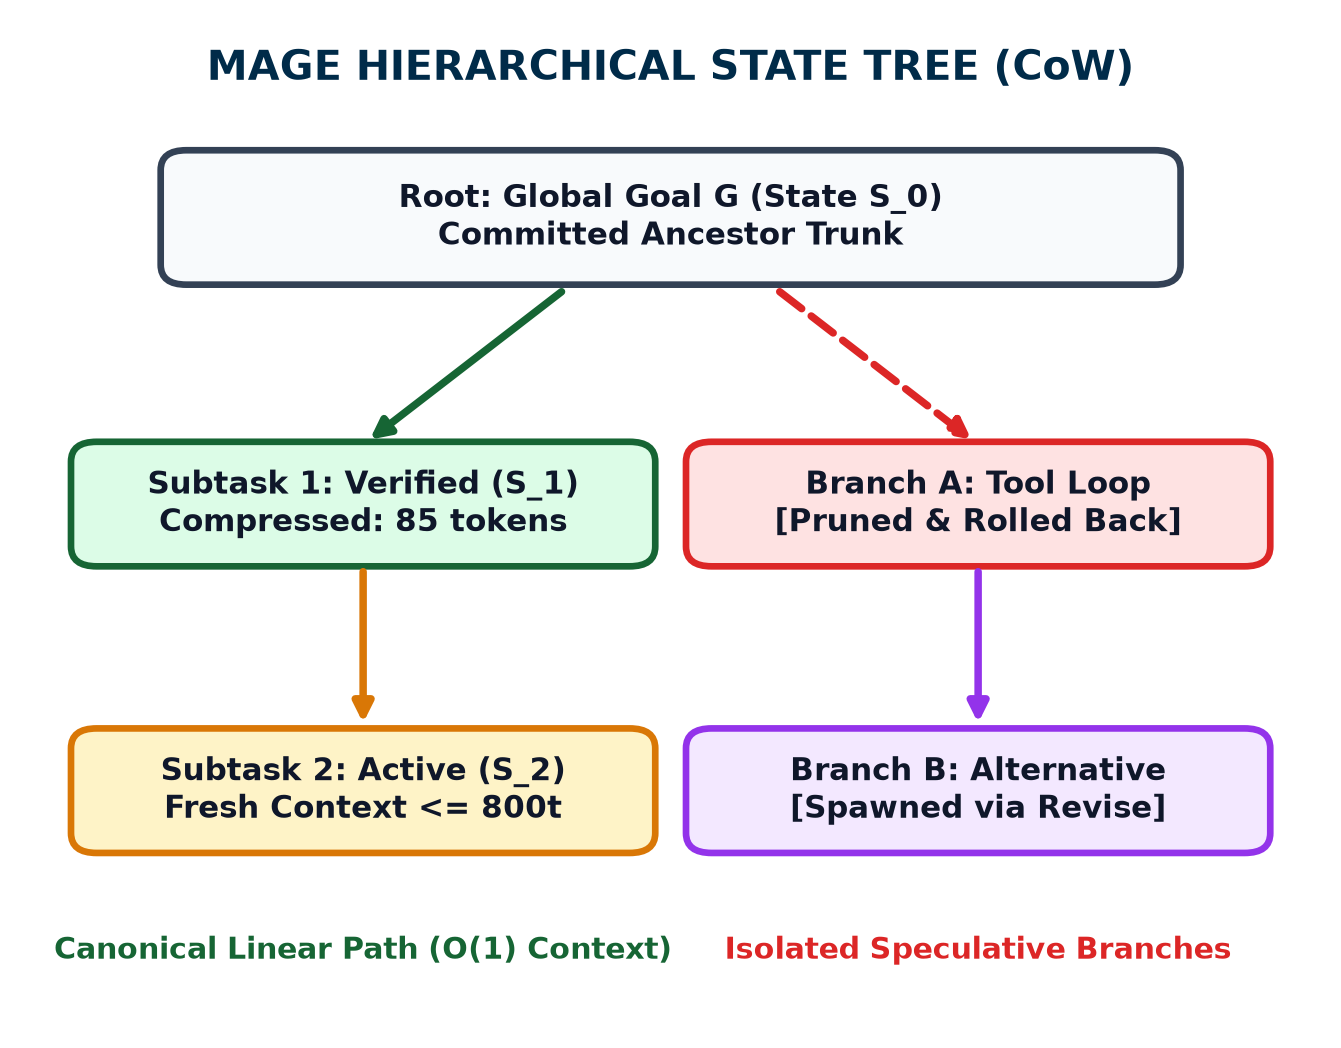 MAGE HIERARCHICAL STATE TREE (CoW)
Root: Global Goal G (State S_0)
Committed Ancestor Trunk
Subtask 1: Verified (S_1)
Compressed: 85 tokens
Branch A: Tool Loop
[Pruned & Rolled Back]
Subtask 2: Active (S_2)
Fresh Context <= 800t
Branch B: Alternative
[Spawned via Revise]
Canonical Linear Path (O(1) Context)
Isolated Speculative Branches